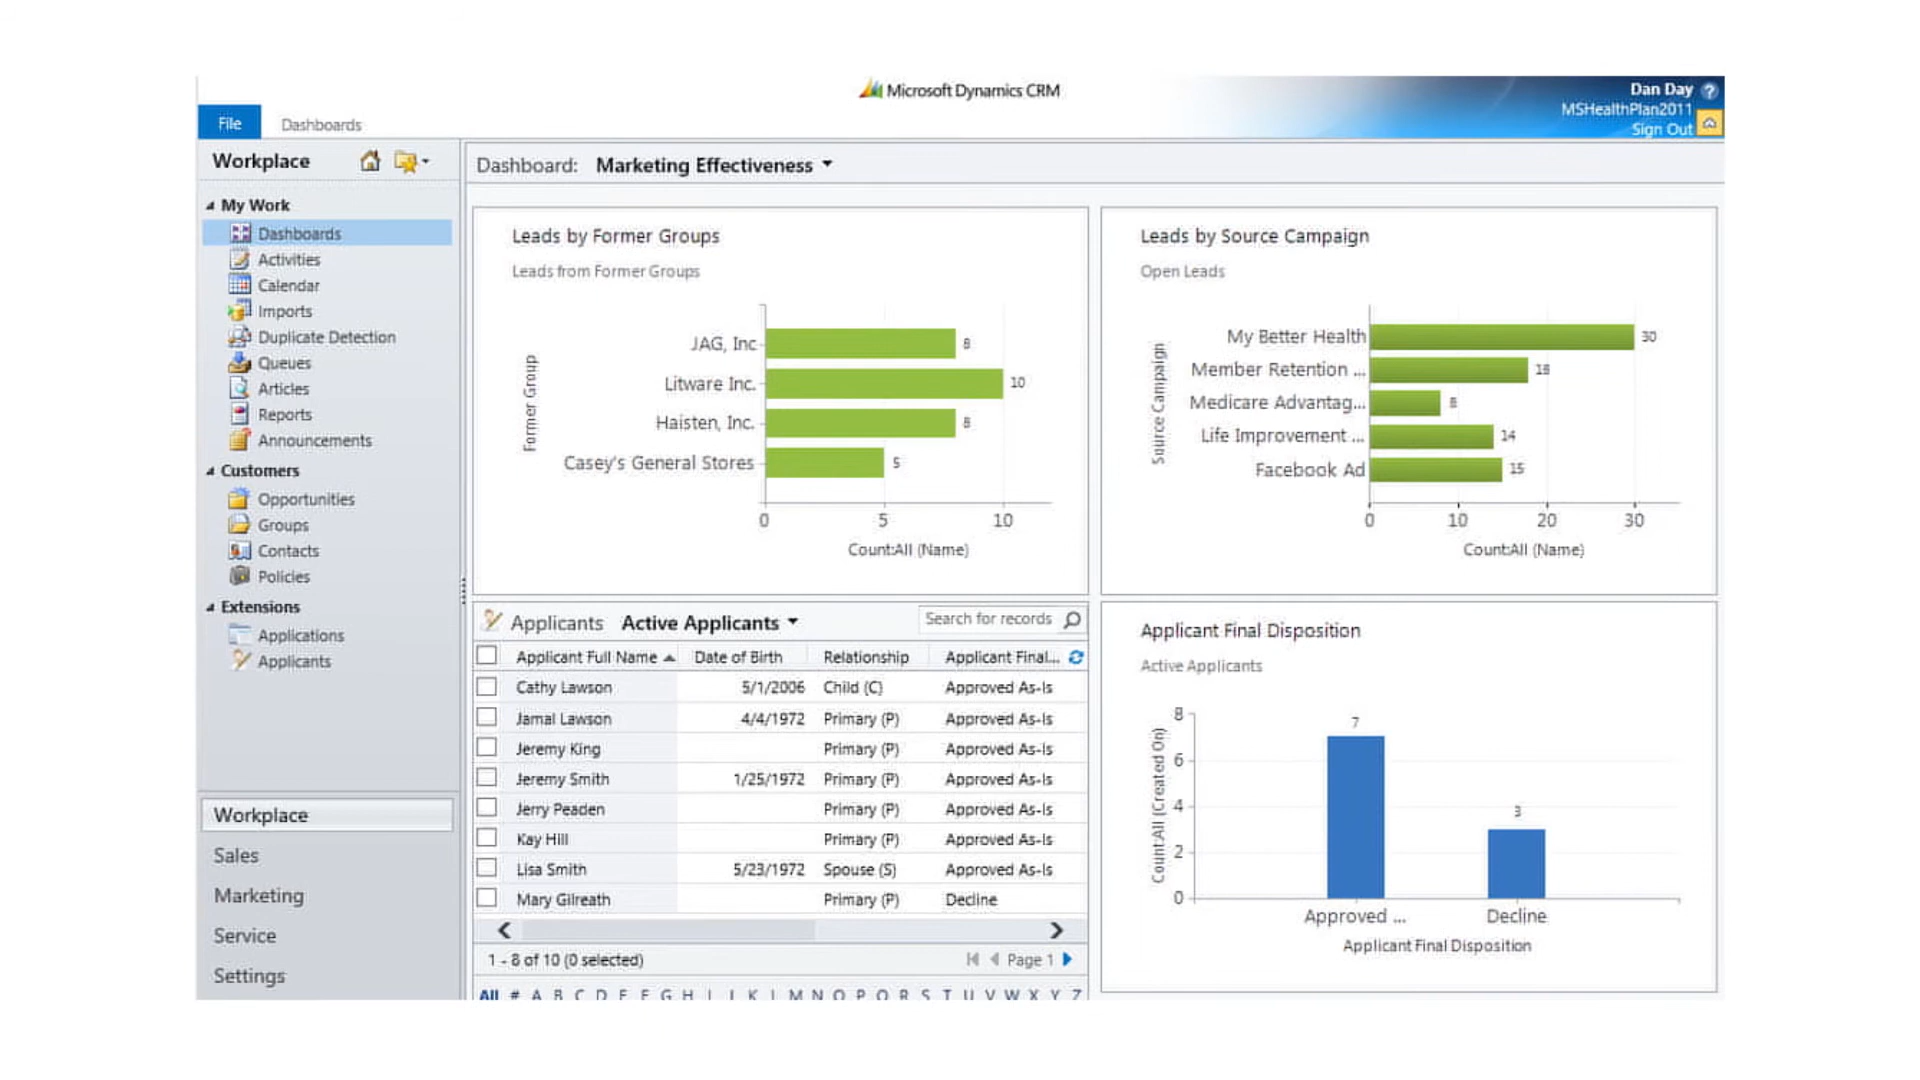 Microsoft Dynamics CRM
Dan Day
MSHealthPlan2011
Sign Out
File
Dashboards
Workplace
My Work
Dashboards
Activities
Calendar
Imports
Duplicate Detection
Queues
Articles
Reports
Announcements
Customers
Opportunities
Groups
Contacts
Policies
Extensions
Applications
Applicants
Workplace
Sales
Marketing
Service
Settings
Dashboard: Marketing Effectiveness
Leads by Former Groups
Leads from Former Groups
Former Group
JAG, Inc 8
Litware Inc. 10
Haisten, Inc. 8
Casey's General Stores 5
0 5 10
Count:All (Name)
Leads by Source Campaign
Open Leads
Source Campaign
My Better Health 30
Member Retention ... 18
Medicare Advantag... 8
Life Improvement ... 14
Facebook Ad 15
0 10 20 30
Count:All (Name)
Applicants Active Applicants
Search for records
Applicant Full Name Date of Birth Relationship Applicant Final...
Cathy Lawson 5/1/2006 Child (C) Approved As-Is
Jamal Lawson 4/4/1972 Primary (P) Approved As-Is
Jeremy King Primary (P) Approved As-Is
Jeremy Smith 1/25/1972 Primary (P) Approved As-Is
Jerry Peaden Primary (P) Approved As-Is
Kay Hill Primary (P) Approved As-Is
Lisa Smith 5/23/1972 Spouse (S) Approved As-Is
Mary Gilreath Primary (P) Decline
1 - 8 of 10 (0 selected) Page 1
All # A B C D E F G H I J K L M N O P Q R S T U V W X Y Z
Applicant Final Disposition
Active Applicants
Count:All (Created On)
8
6
4
2
0
7
3
Approved ... Decline
Applicant Final Disposition